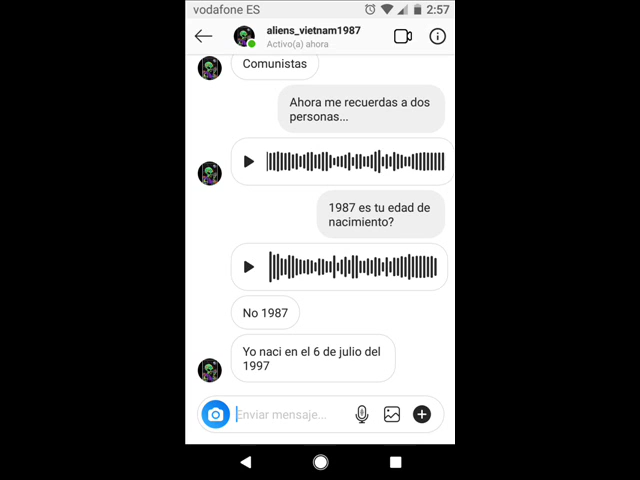 vodafone ES
2:57
aliens_vietnam1987
Activo(a) ahora
Comunistas
Ahora me recuerdas a dos
personas...
1987 es tu edad de
nacimiento?
No 1987
Yo naci en el 6 de julio del
1997
Enviar mensaje...